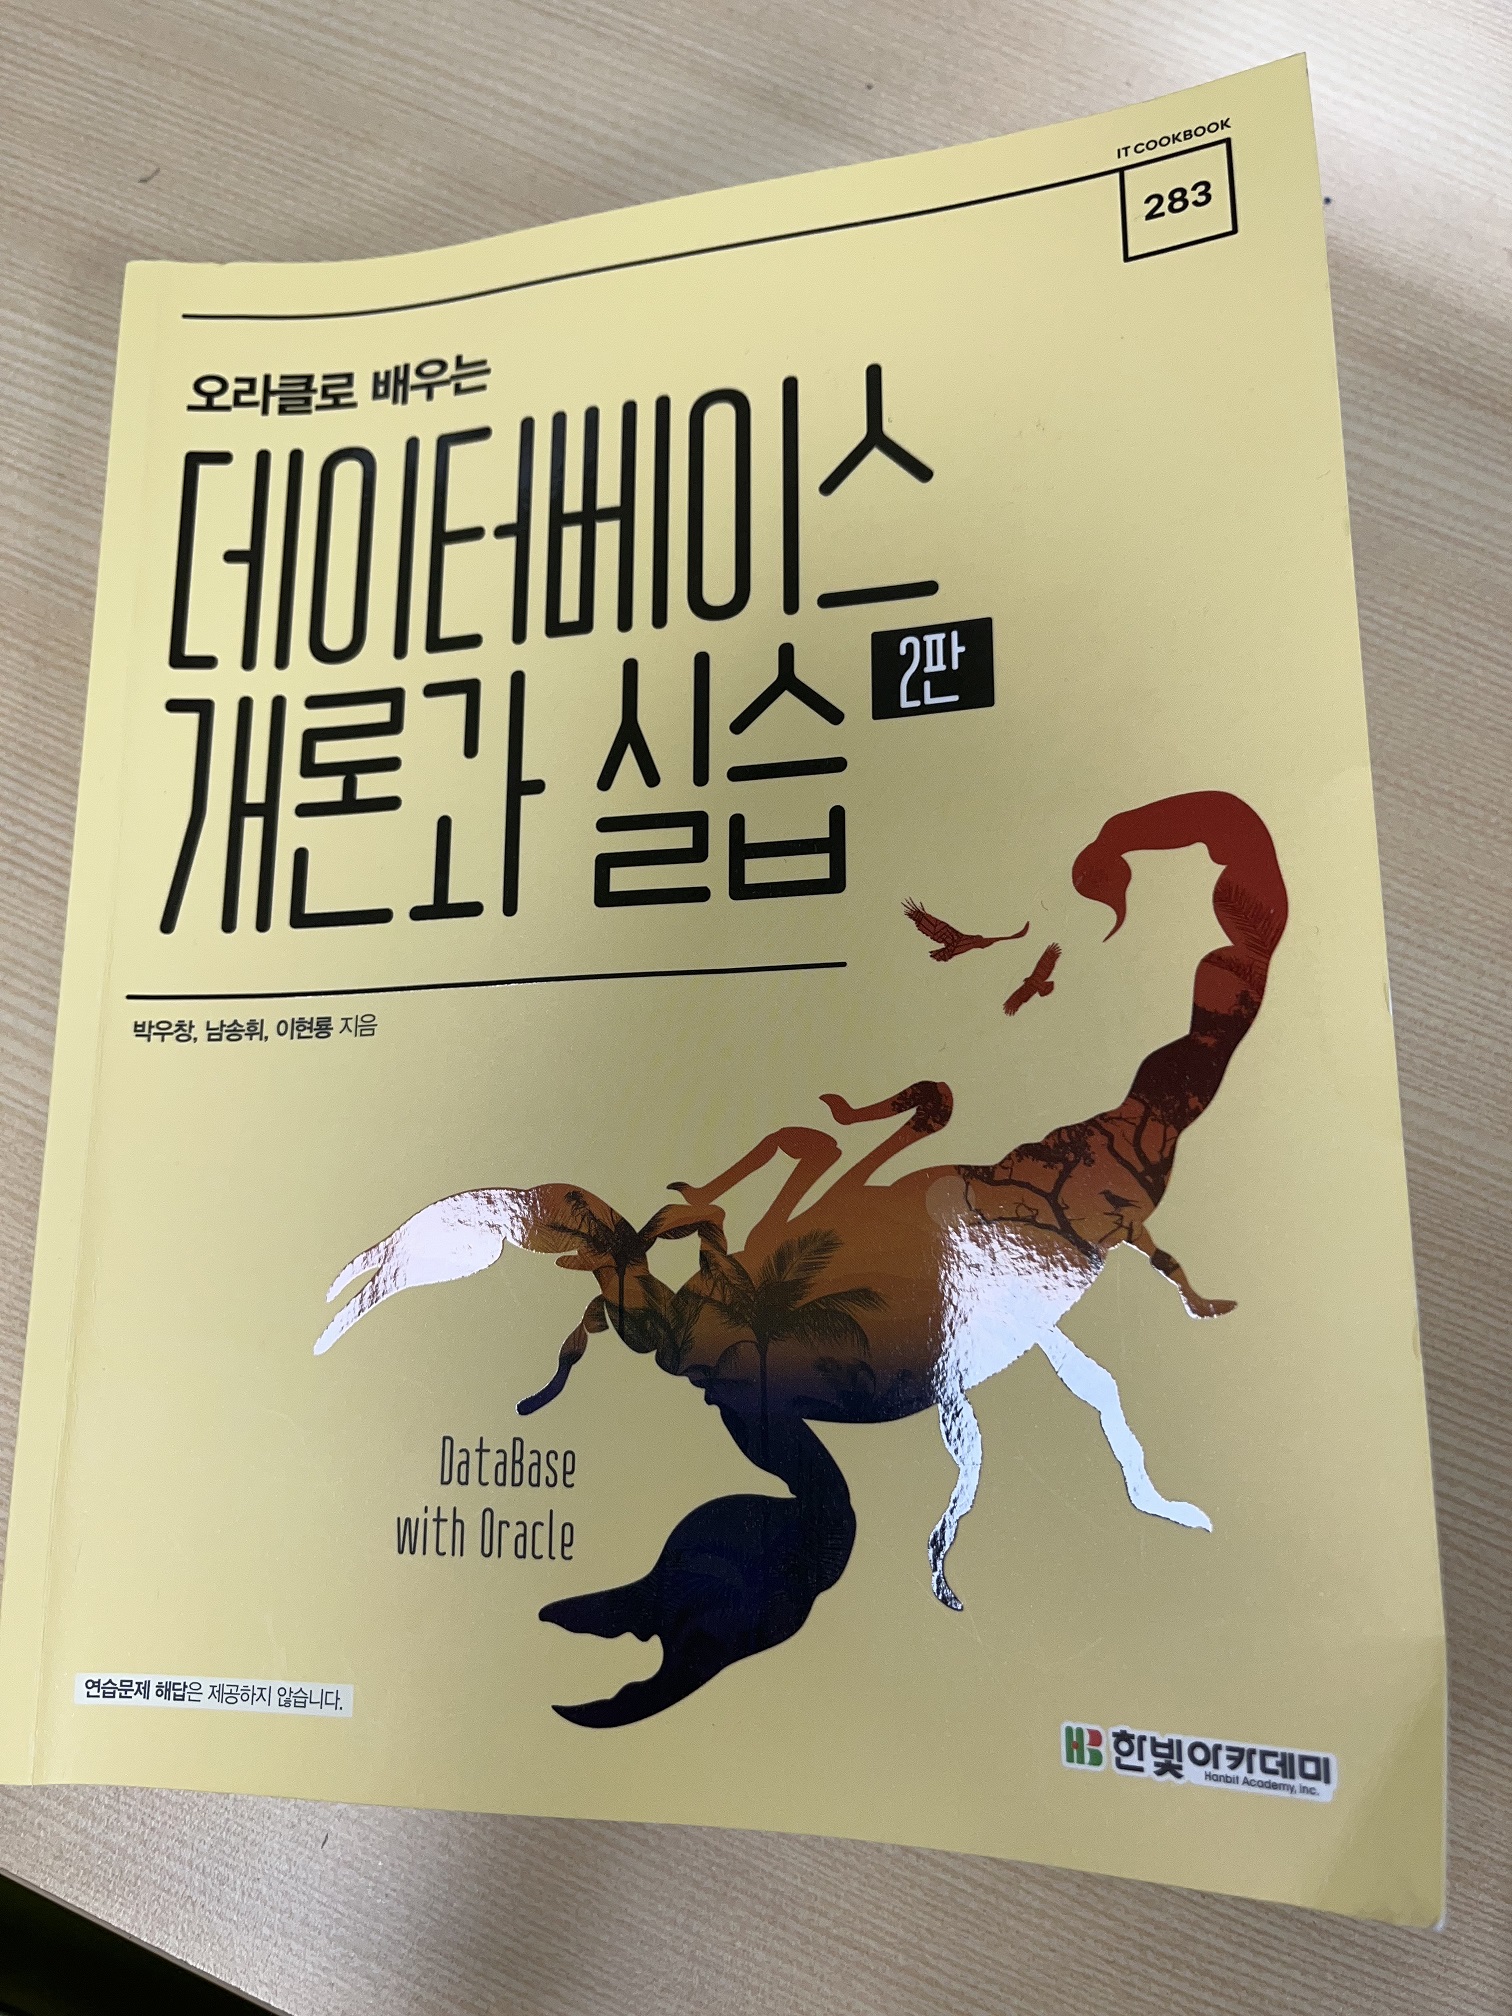 IT COOKBOOK
283
오라클로 배우는
데이터베이스
개론과 실습 2판
박우창, 남송휘, 이현룡 지음
DataBase
with Oracle
연습문제 해답은 제공하지 않습니다.
HB 한빛아카데미
Hanbit Academy, Inc.